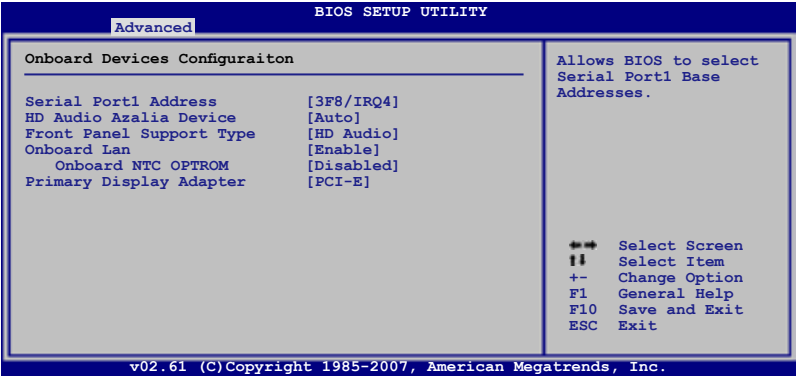 BIOS SETUP UTILITY
Advanced
Onboard Devices Configuraiton
Serial Port1 Address [3F8/IRQ4]
HD Audio Azalia Device [Auto]
Front Panel Support Type [HD Audio]
Onboard Lan [Enable]
Onboard NTC OPTROM [Disabled]
Primary Display Adapter [PCI-E]
Allows BIOS to select
Serial Port1 Base
Addresses.
←→ Select Screen
↑↓ Select Item
+- Change Option
F1 General Help
F10 Save and Exit
ESC Exit
v02.61 (C)Copyright 1985-2007, American Megatrends, Inc.